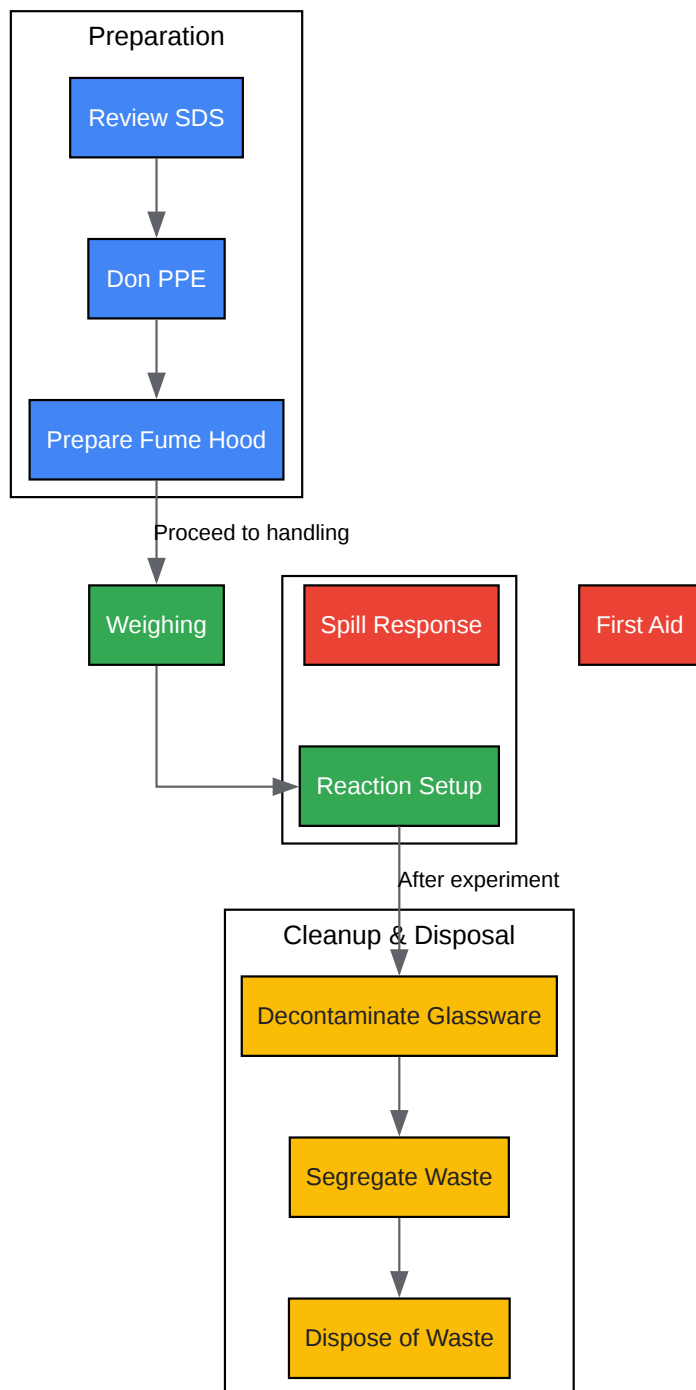 Preparation
Review SDS
Don PPE
Prepare Fume Hood
Proceed to handling
Weighing
Spill Response
First Aid
Reaction Setup
After experiment
Cleanup & Disposal
Decontaminate Glassware
Segregate Waste
Dispose of Waste